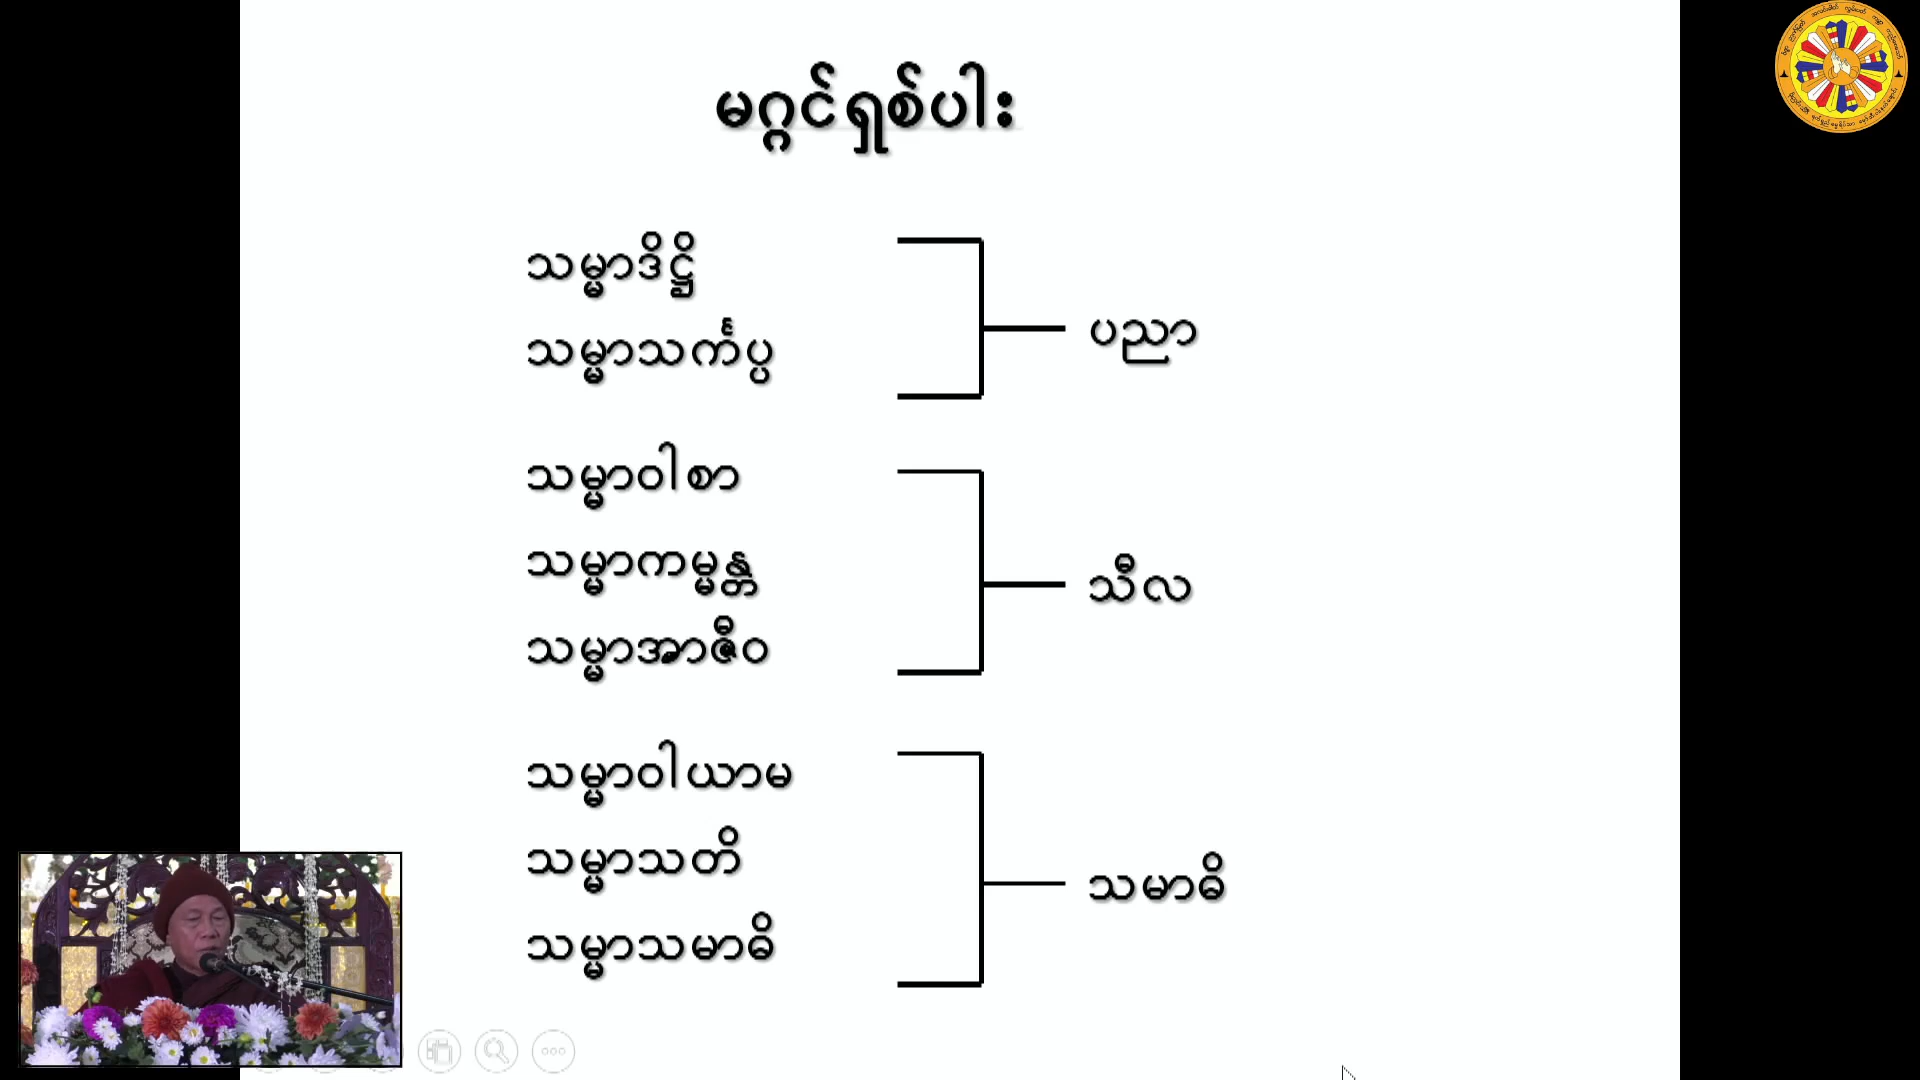 မဂ္ဂင်ရှစ်ပါး
သမ္မာဒိဋ္ဌိ
သမ္မာသင်္ကပ္ပ
ပညာ
သမ္မာဝါစာ
သမ္မာကမ္မန္တ
သမ္မာအာဇီဝ
သီလ
သမ္မာဝါယာမ
သမ္မာသတိ
သမ္မာသမာဓိ
သမာဓိ